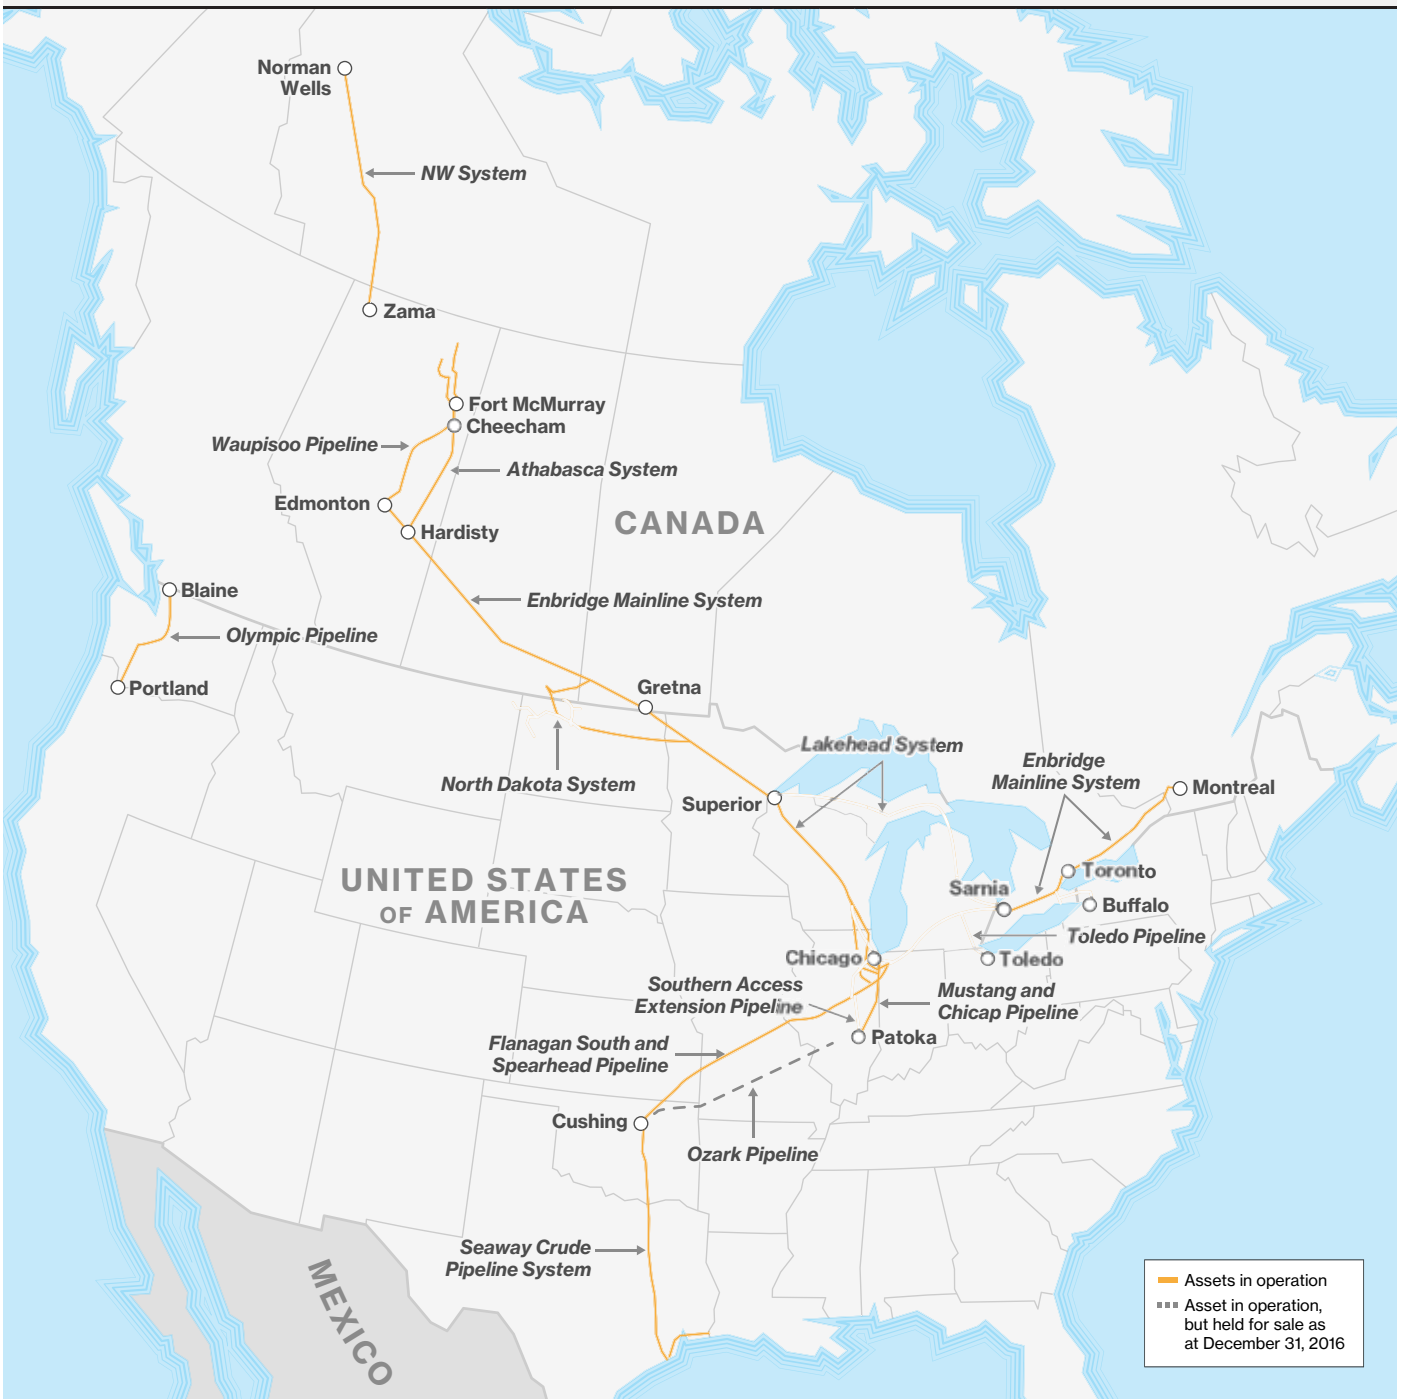 Norman
Wells
NW System
Zama
Fort McMurray
Cheecham
Waupisoo Pipeline
Athabasca System
Edmonton
Hardisty
CANADA
Blaine
Enbridge Mainline System
Olympic Pipeline
Portland
Gretna
Lakehead System
North Dakota System
Enbridge
Mainline System
Superior
Montreal
UNITED STATES
OF AMERICA
Toronto
Sarnia
Buffalo
Toledo Pipeline
Chicago
Toledo
Southern Access
Extension Pipeline
Mustang and
Chicap Pipeline
Patoka
Flanagan South and
Spearhead Pipeline
Cushing
Ozark Pipeline
Seaway Crude
Pipeline System
MEXICO
Assets in operation
Asset in operation,
but held for sale as
at December 31, 2016